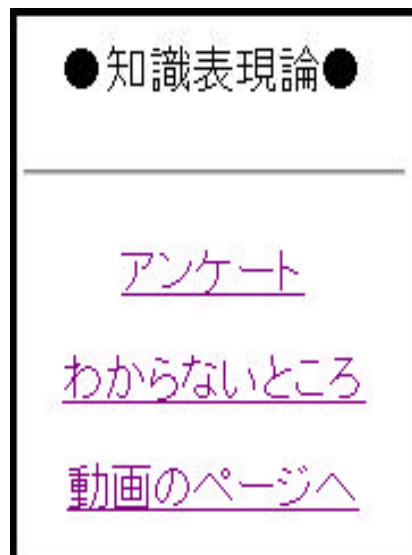 ●知識表現論●
アンケート
わからないところ
動画のページへ